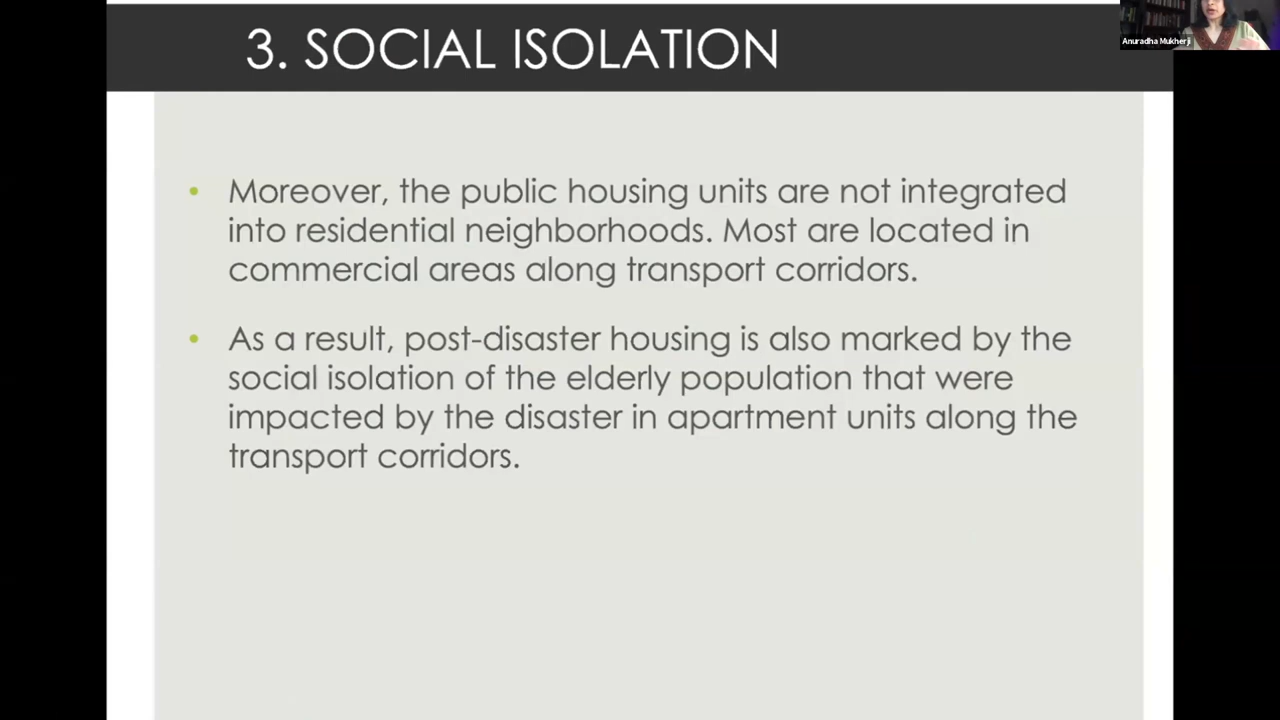 3. SOCIAL ISOLATION
Anuradha Mukherji
• Moreover, the public housing units are not integrated
into residential neighborhoods. Most are located in
commercial areas along transport corridors.
• As a result, post-disaster housing is also marked by the
social isolation of the elderly population that were
impacted by the disaster in apartment units along the
transport corridors.